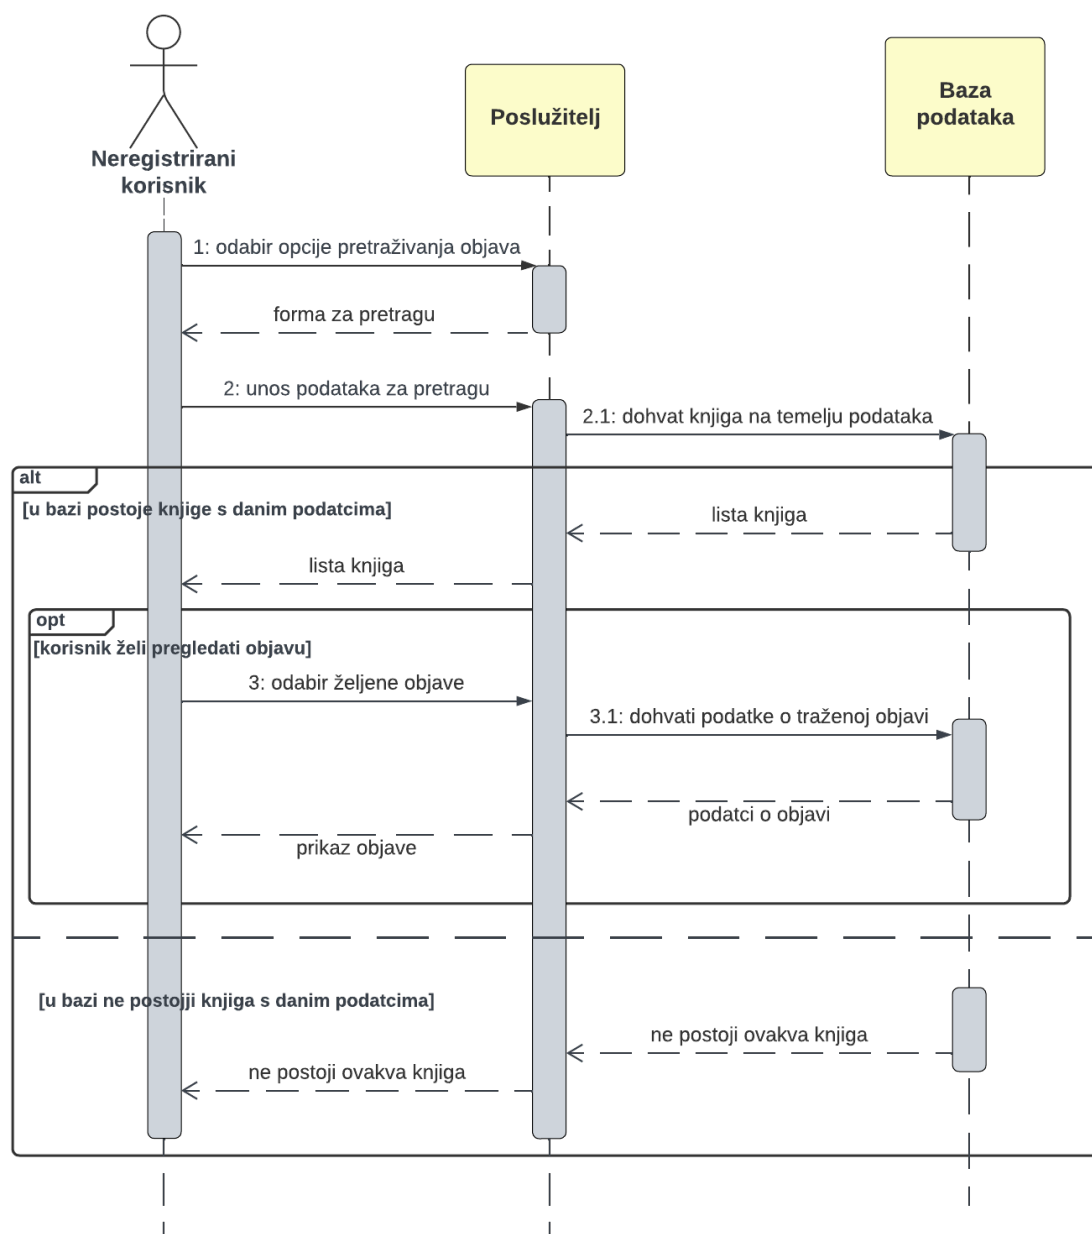 Neregistrirani
korisnik
Poslužitelj
Baza
podataka
1: odabir opcije pretraživanja objava
forma za pretragu
2: unos podataka za pretragu
2.1: dohvat knjiga na temelju podataka
alt
[u bazi postoje knjige s danim podatcima]
lista knjiga
lista knjiga
opt
[korisnik želi pregledati objavu]
3: odabir željene objave
3.1: dohvati podatke o traženoj objavi
podatci o objavi
prikaz objave
[u bazi ne postojji knjiga s danim podatcima]
ne postoji ovakva knjiga
ne postoji ovakva knjiga